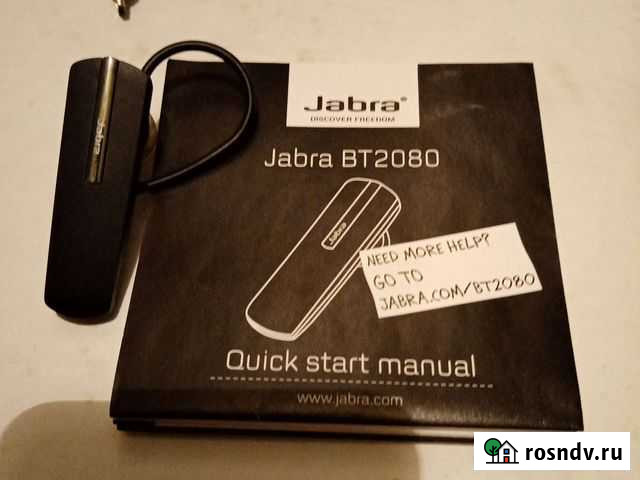 Jabra
Jabra®
DISCOVER FREEDOM
Jabra BT2080
Jabra
NEED MORE HELP?
GO TO
JABRA.COM/BT2080
Quick start manual
www.jabra.com
rosndv.ru